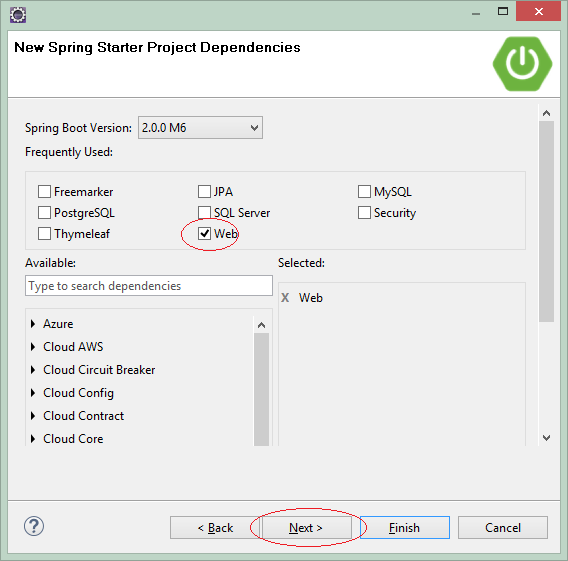 New Spring Starter Project Dependencies
Spring Boot Version: 2.0.0 M6
Frequently Used:
Freemarker JPA MySQL
PostgreSQL SQL Server Security
Thymeleaf Web
Available: Selected:
Type to search dependencies
X Web
Azure
Cloud AWS
Cloud Circuit Breaker
Cloud Config
Cloud Contract
Cloud Core
? < Back Next > Finish Cancel